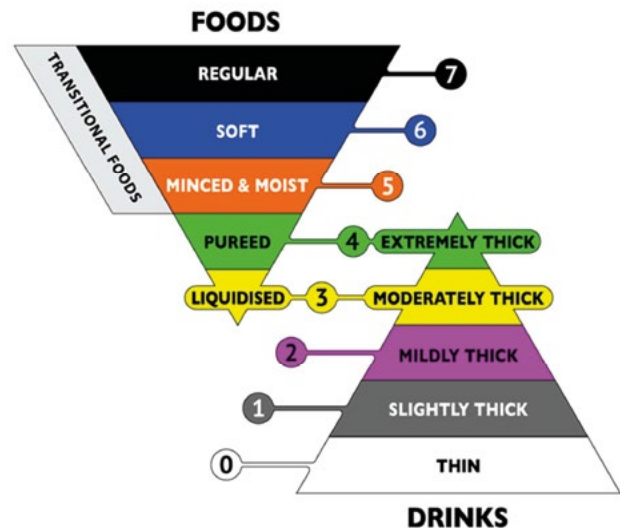 FOODS
TRANSITIONAL FOODS
REGULAR
7
SOFT
6
MINCED & MOIST
5
PUREED
4
EXTREMELY THICK
LIQUIDISED
3
MODERATELY THICK
2
MILDLY THICK
1
SLIGHTLY THICK
0
THIN
DRINKS